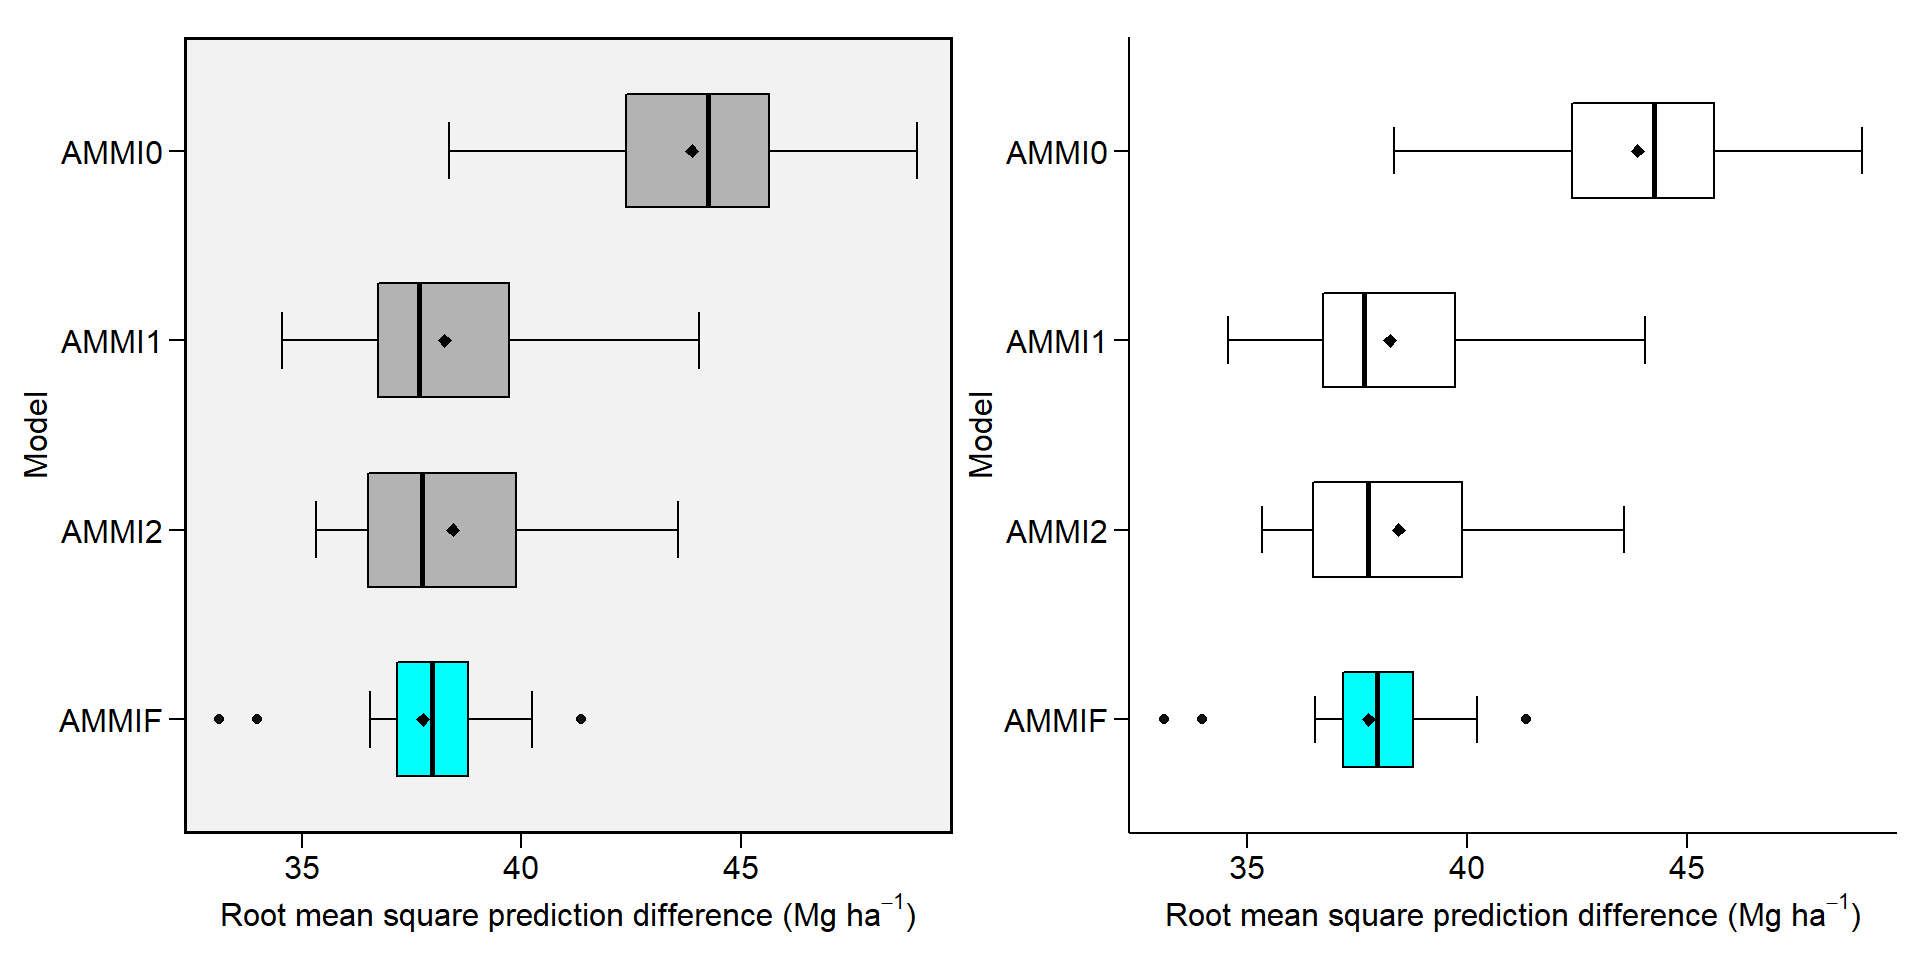 Model
AMMI0
AMMI1
AMMI2
AMMIF
35 40 45
Root mean square prediction difference (Mg ha⁻¹)
Model
AMMI0
AMMI1
AMMI2
AMMIF
35 40 45
Root mean square prediction difference (Mg ha⁻¹)